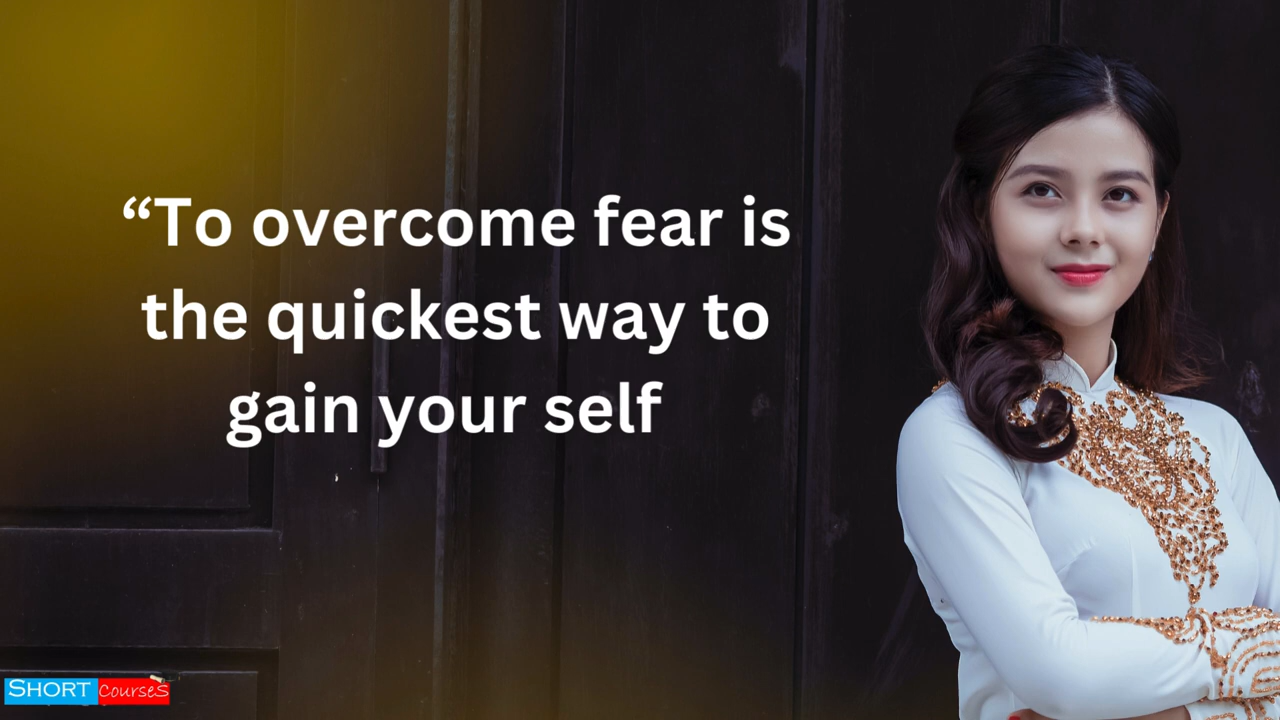 “To overcome fear is
the quickest way to
gain your self
SHORT CourseS